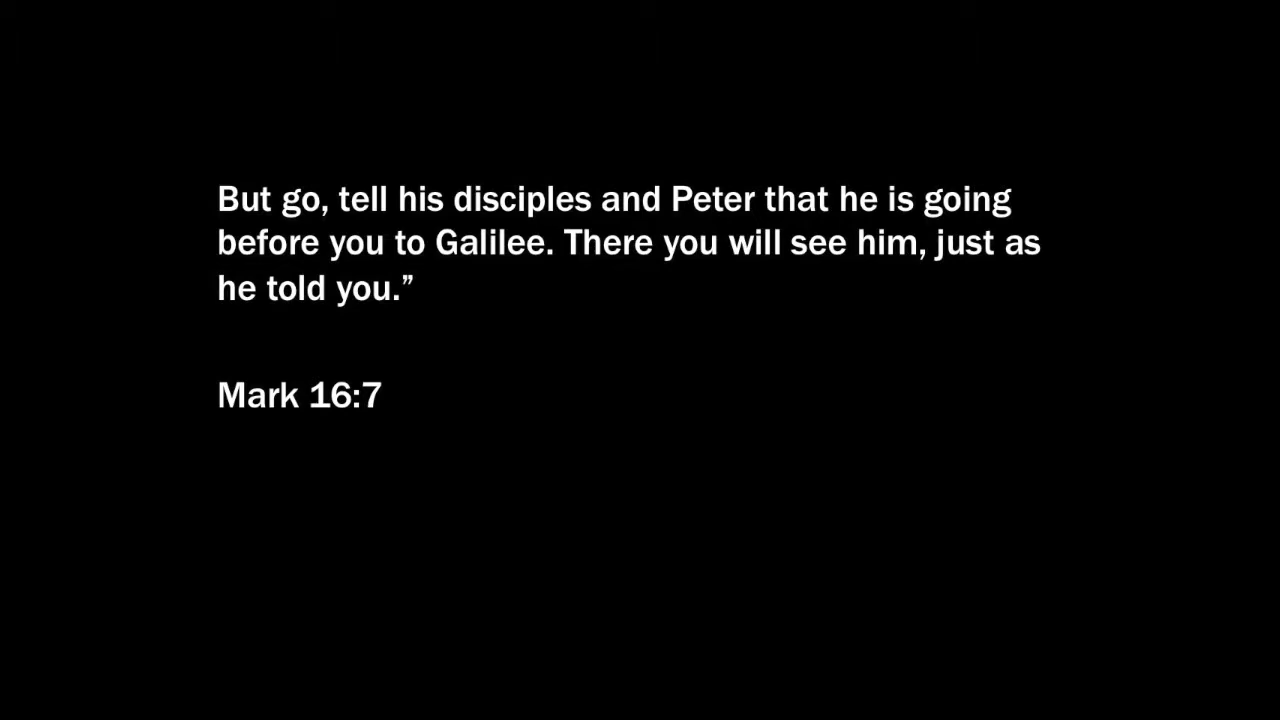 But go, tell his disciples and Peter that he is going
before you to Galilee. There you will see him, just as
he told you.”
Mark 16:7